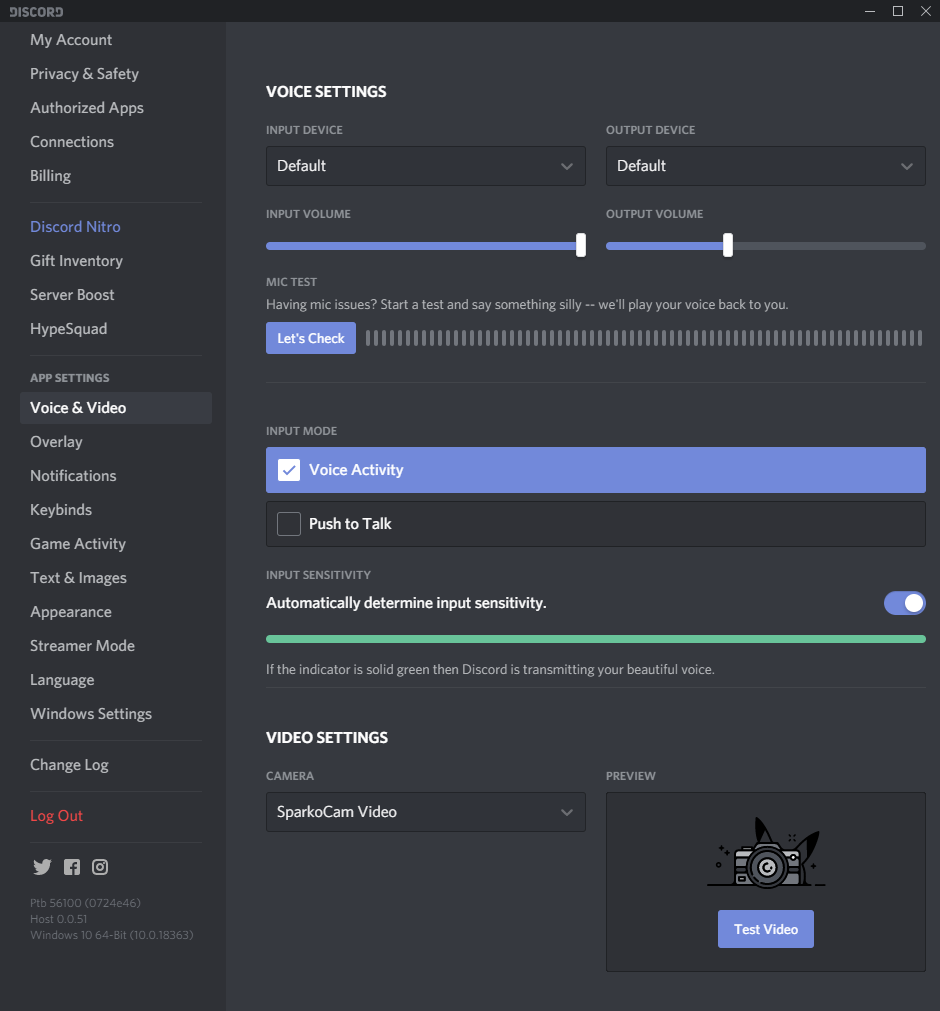 DISCORD
My Account
Privacy & Safety
Authorized Apps
Connections
Billing
Discord Nitro
Gift Inventory
Server Boost
HypeSquad
APP SETTINGS
Voice & Video
Overlay
Notifications
Keybinds
Game Activity
Text & Images
Appearance
Streamer Mode
Language
Windows Settings
Change Log
Log Out
Ptb 56100 (0724e46)
Host 0.0.51
Windows 10 64-Bit (10.0.18363)
VOICE SETTINGS
INPUT DEVICE
Default
OUTPUT DEVICE
Default
INPUT VOLUME
OUTPUT VOLUME
MIC TEST
Having mic issues? Start a test and say something silly -- we'll play your voice back to you.
Let's Check
INPUT MODE
Voice Activity
Push to Talk
INPUT SENSITIVITY
Automatically determine input sensitivity.
If the indicator is solid green then Discord is transmitting your beautiful voice.
VIDEO SETTINGS
CAMERA
SparkoCam Video
PREVIEW
Test Video